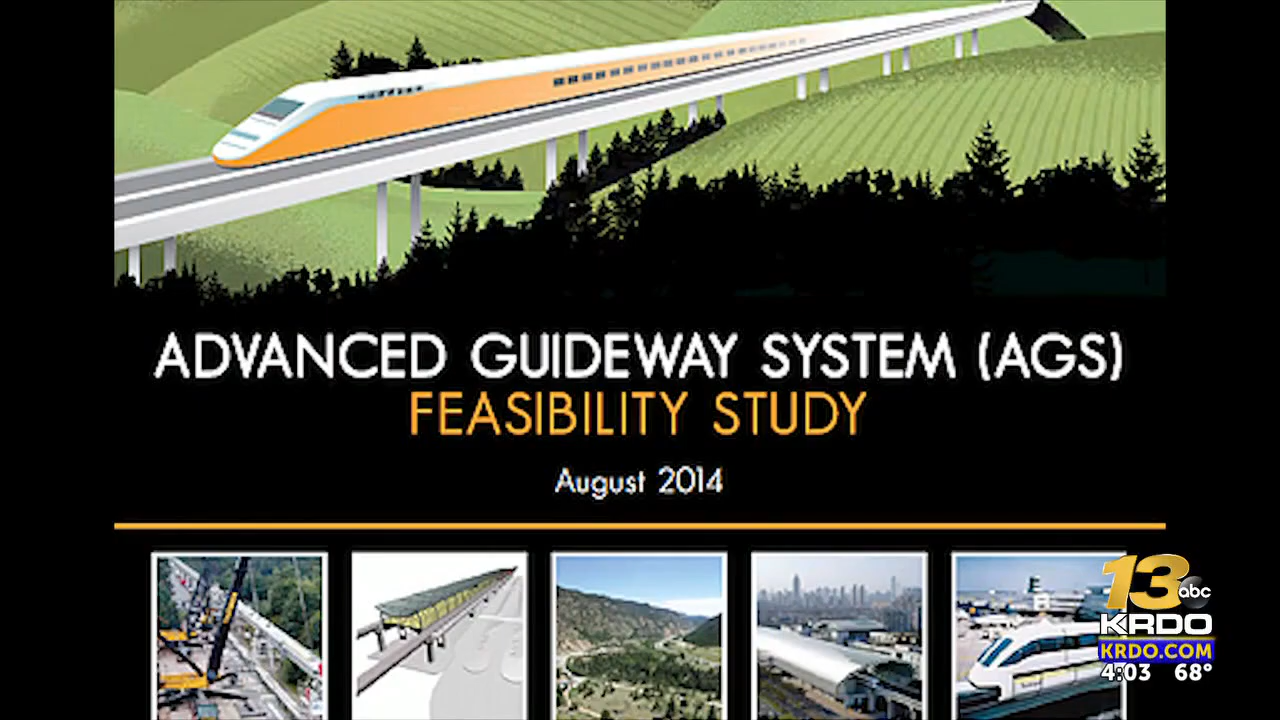 ADVANCED GUIDEWAY SYSTEM (AGS)
FEASIBILITY STUDY
August 2014
13 abc
KRDO
KRDO.COM
4:03 68°